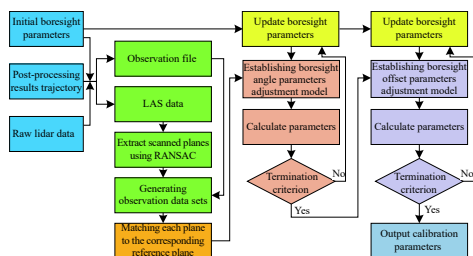 Initial boresight
parameters
Post-processing
results trajectory
Raw lidar data
Observation file
LAS data
Extract scanned planes
using RANSAC
Generating
observation data sets
Matching each plane
to the corresponding
reference plane
Update boresight
parameters
Establishing boresight
angle parameters
adjustment model
Calculate parameters
Termination
criterion
No
Yes
Update boresight
parameters
Establishing boresight
offset parameters
adjustment model
Calculate parameters
Termination
criterion
No
Yes
Output calibration
parameters